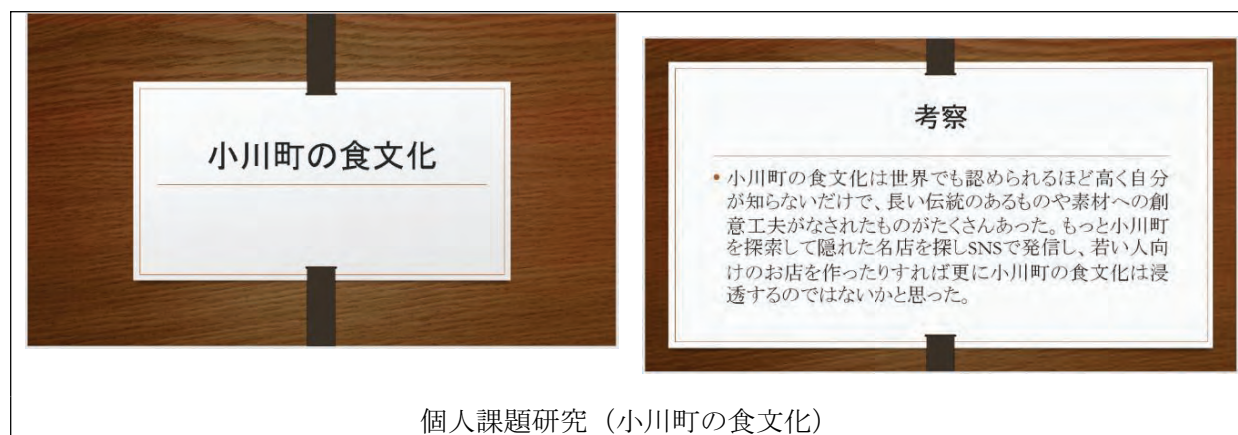 小川町の食文化
考察
• 小川町の食文化は世界でも認められるほど高く自分
が知らないだけで、長い伝統のあるものや素材への創
意工夫がなされたものがたくさんあった。もっと小川町
を探索して隠れた名店を探しSNSで発信し、若い人向
けのお店を作ったりすれば更に小川町の食文化は浸
透するのではないかと思った。
個人課題研究（小川町の食文化）